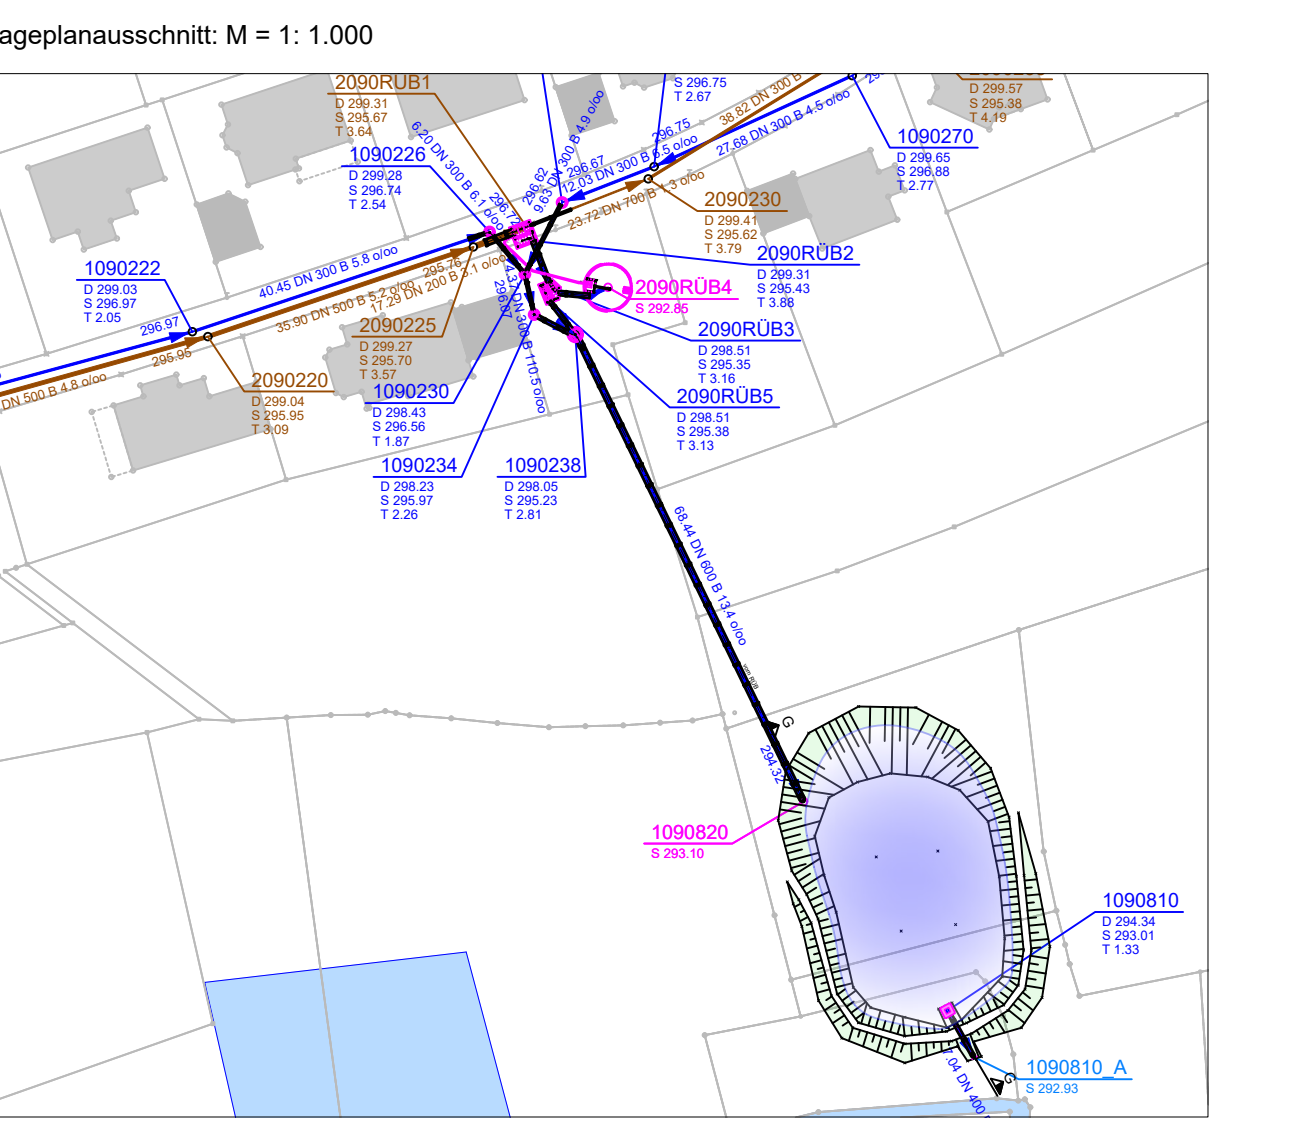 ageplanausschnitt: M = 1: 1.000
2090RÜB1
D 299.31
S 295.67
T 3.64
S 296.75
T 2.67
38.82 DN 300 B
D 299.57
S 295.38
T 4.19
1090226
D 299.28
S 296.74
T 2.54
6.20 DN 300 B 6.1 o/oo
296.72
296.62
9.63 DN 300 B 4.9 o/oo
296.67
12.03 DN 300 B 6.5 o/oo
296.75
27.68 DN 300 B 4.5 o/oo
1090270
D 299.65
S 296.88
T 2.77
23.72 DN 700 B 1.3 o/oo
2090230
D 299.41
S 295.62
T 3.79
1090222
D 299.03
S 296.97
T 2.05
40.45 DN 300 B 5.8 o/oo
35.90 DN 500 B 5.2 o/oo
17.29 DN 200 B 3.1 o/oo
295.76
296.97
295.95
DN 500 B 4.8 o/oo
2090RÜB2
D 299.31
S 295.43
T 3.88
2090RÜB4
S 292.85
2090225
D 299.27
S 295.70
T 3.57
2090RÜB3
D 298.51
S 295.35
T 3.16
2090220
D 299.04
S 295.95
T 3.09
1090230
D 298.43
S 296.56
T 1.87
DN 300 B 110.5 o/oo
2090RÜB5
D 298.51
S 295.38
T 3.13
1090234
D 298.23
S 295.97
T 2.26
1090238
D 298.05
S 295.23
T 2.81
68.44 DN 600 B 13.4 o/oo
G
294.32
1090820
S 293.10
1090810
D 294.34
S 293.01
T 1.33
.04 DN 400
G
1090810_A
S 292.93